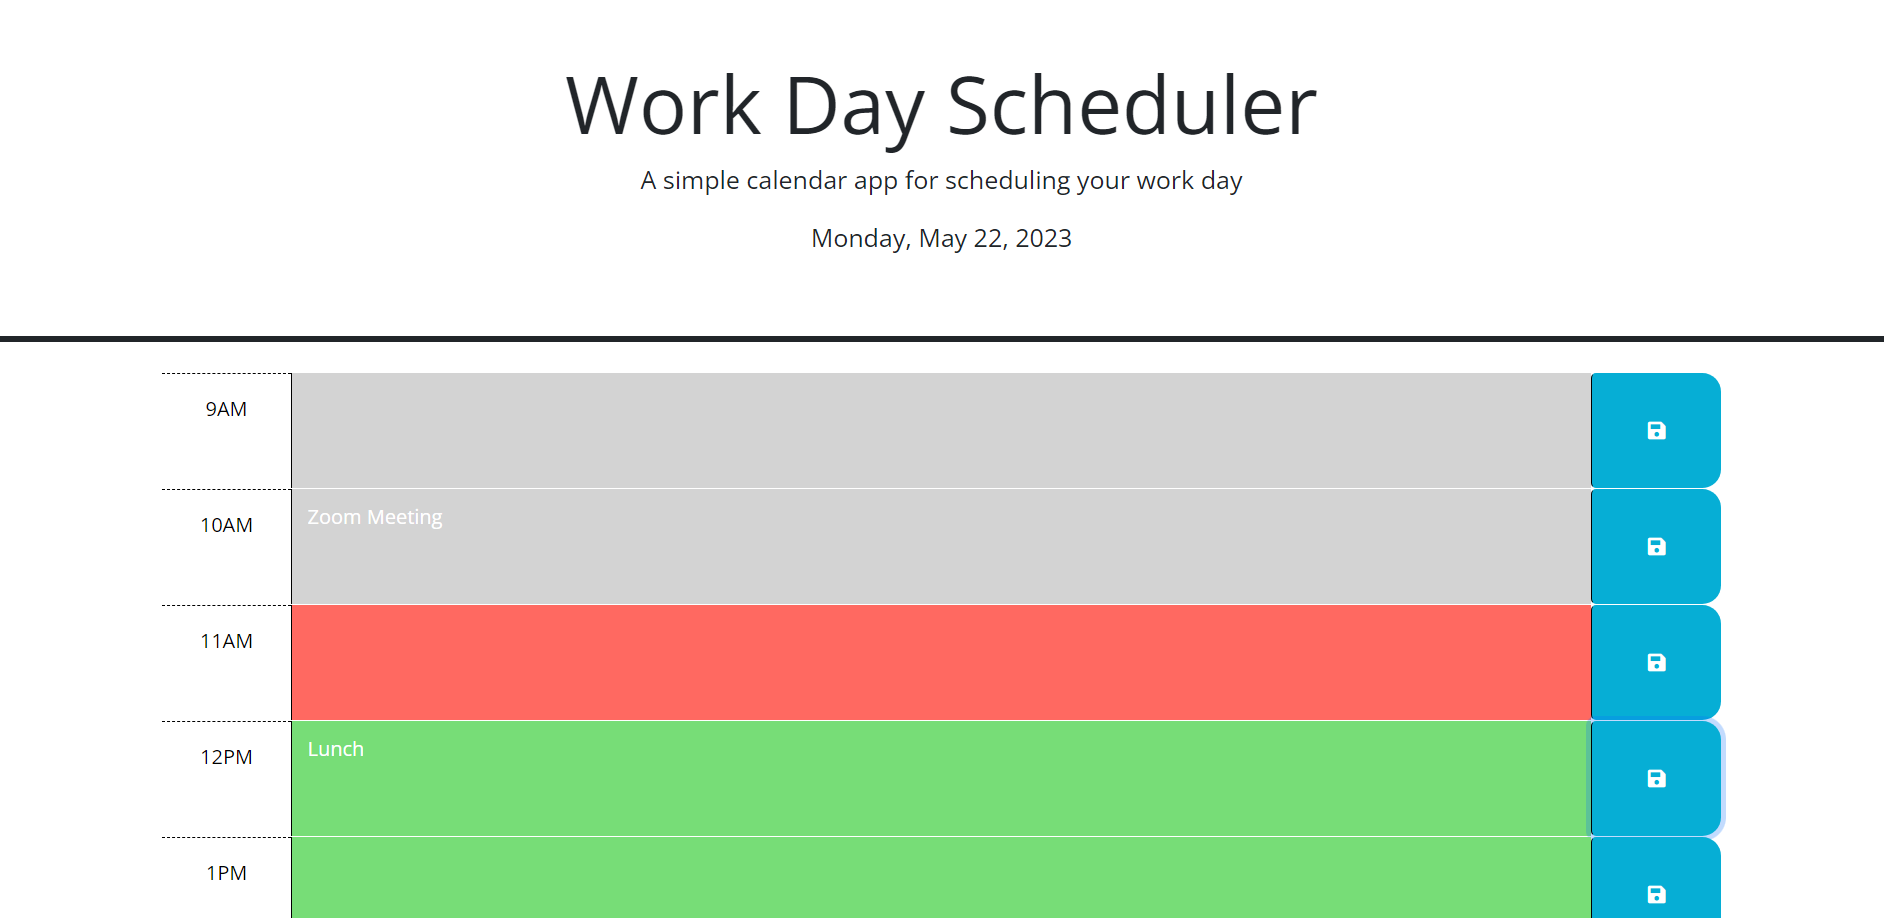 Work Day Scheduler
A simple calendar app for scheduling your work day
Monday, May 22, 2023
9AM
10AM
Zoom Meeting
11AM
12PM
Lunch
1PM